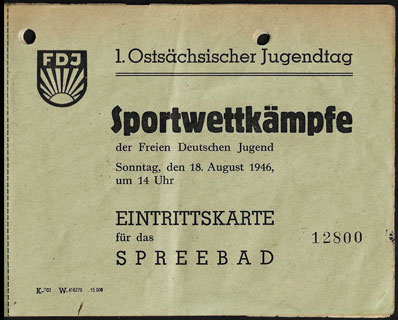 FDJ
1. Ostsächsischer Jugendtag
Sportwettkämpfe
der Freien Deutschen Jugend
Sonntag, den 18. August 1946,
um 14 Uhr
EINTRITTSKARTE
für das
SPREEBAD
12800